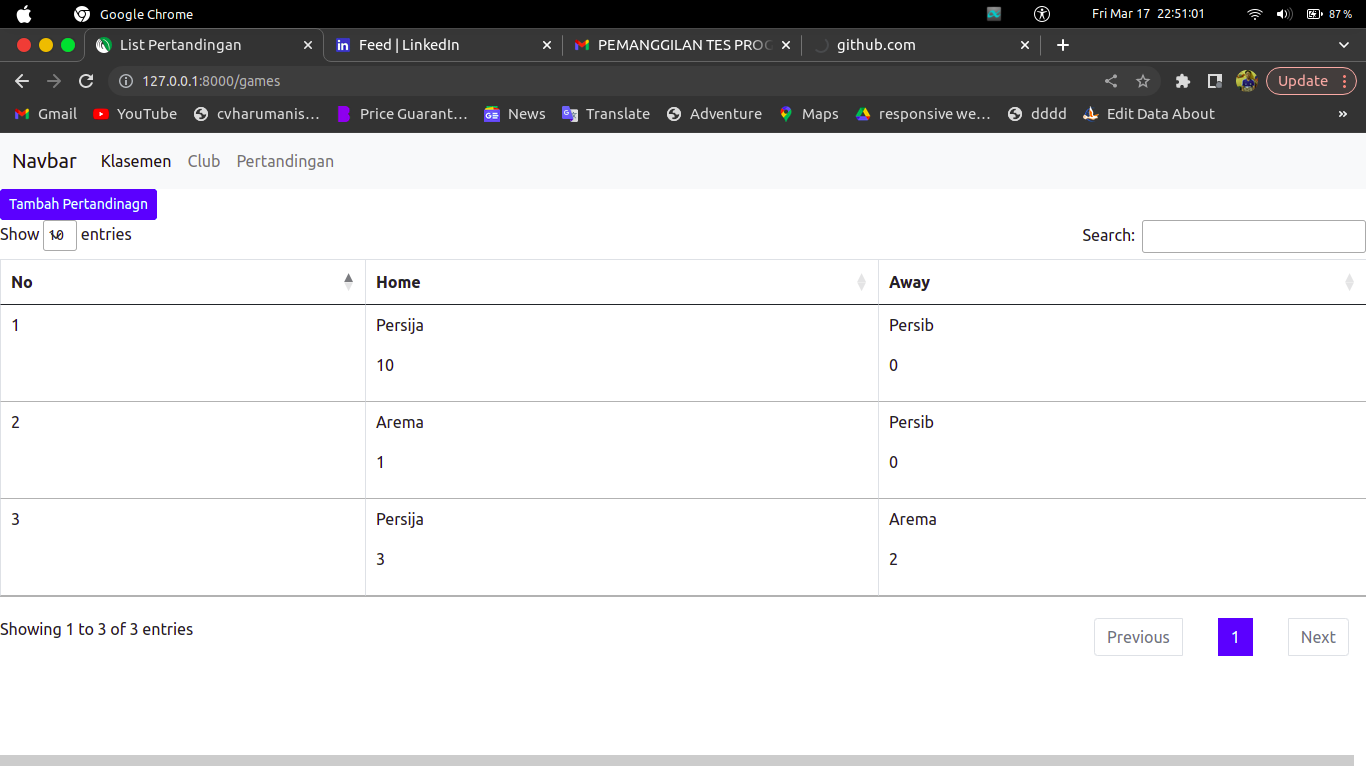 Google Chrome Fri Mar 17 22:51:01 87 %
List Pertandingan Feed | LinkedIn PEMANGGILAN TES PROG github.com
127.0.0.1:8000/games Update
Gmail YouTube cvharumanis... Price Guarant... News Translate Adventure Maps responsive we... dddd Edit Data About »
Navbar Klasemen Club Pertandingan
Tambah Pertandinagn
Show 10 entries Search:
No Home Away
1 Persija Persib
10 0
2 Arema Persib
1 0
3 Persija Arema
3 2
Showing 1 to 3 of 3 entries Previous 1 Next